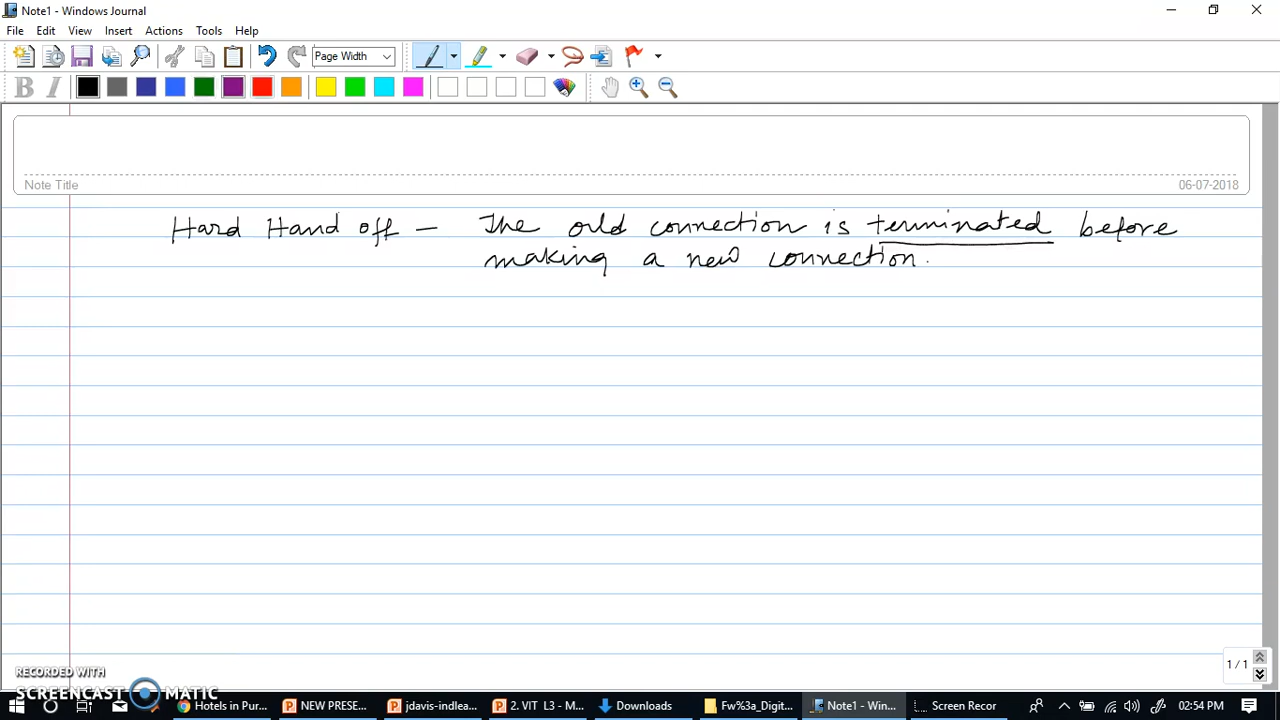 Note1 - Windows Journal
File Edit View Insert Actions Tools Help
Page Width
B I
Note Title
06-07-2018
Hard Hand off - The old connection is terminated before
making a new connection.
1 / 1
RECORDED WITH
SCREENCAST MATIC
Hotels in Pur... NEW PRESE... jdavis-indlea... 2. VIT L3 - M... Downloads Fw%3a_Digit... Note1 - Win... Screen Recor 02:54 PM